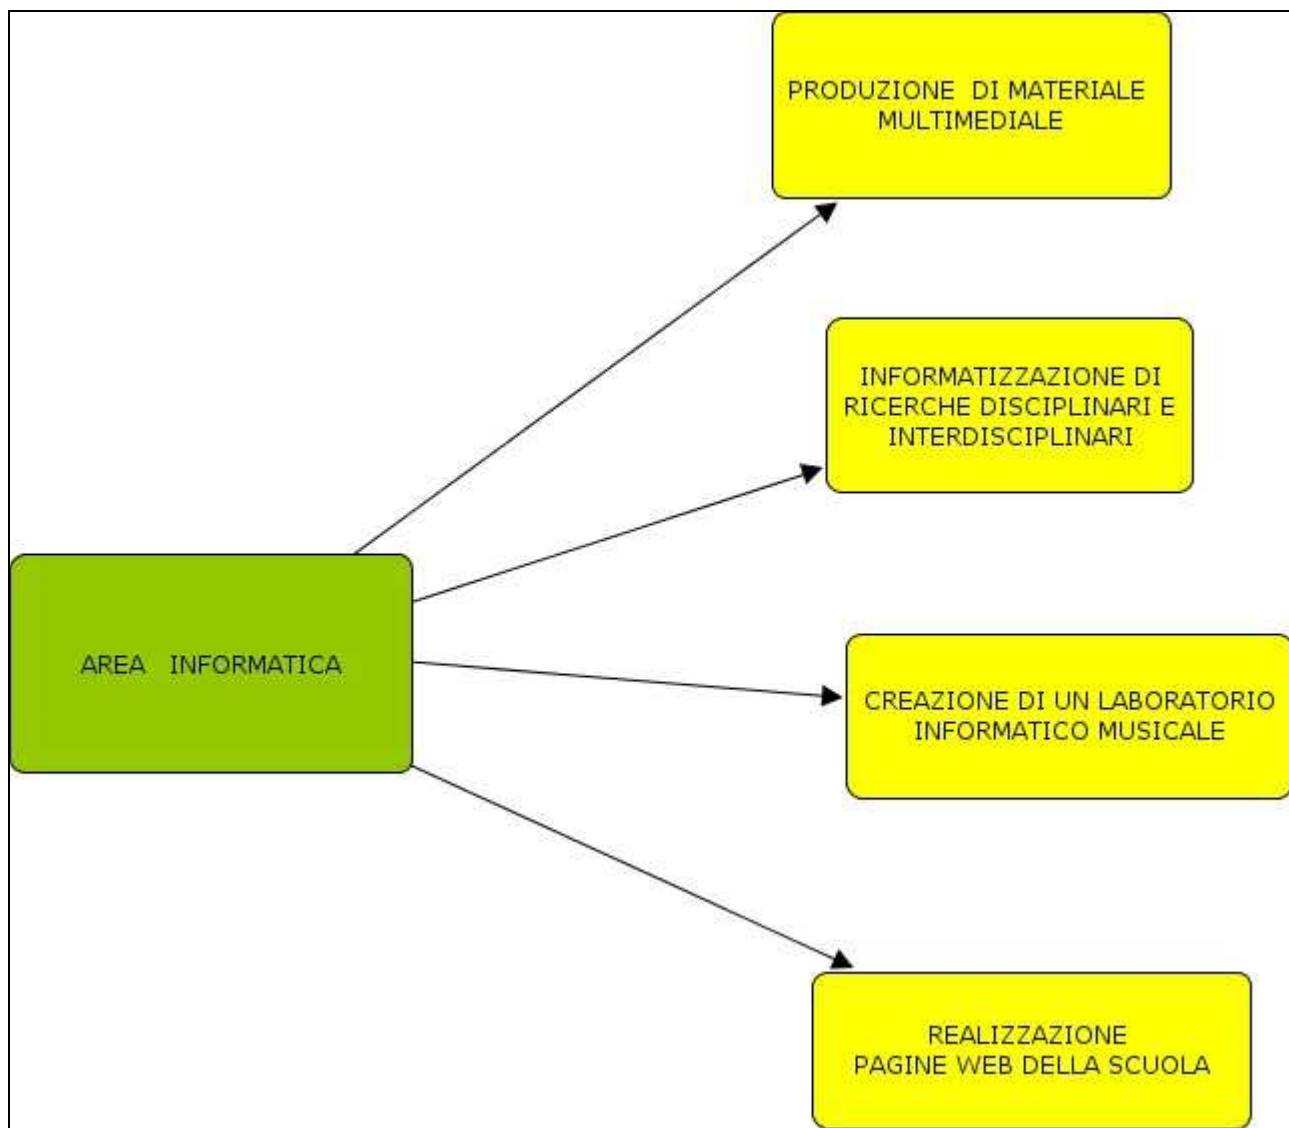 PRODUZIONE DI MATERIALE
MULTIMEDIALE
INFORMATIZZAZIONE DI
RICERCHE DISCIPLINARI E
INTERDISCIPLINARI
AREA INFORMATICA
CREAZIONE DI UN LABORATORIO
INFORMATICO MUSICALE
REALIZZAZIONE
PAGINE WEB DELLA SCUOLA